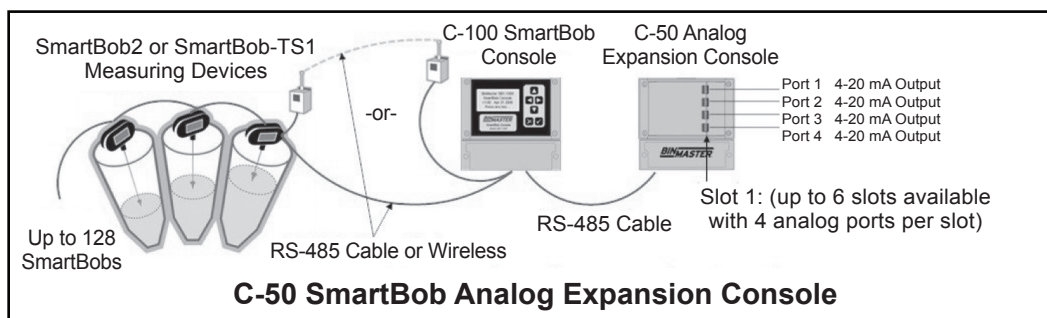 SmartBob2 or SmartBob-TS1
Measuring Devices
C-100 SmartBob
Console
C-50 Analog
Expansion Console
-or-
BINMASTER
BINMASTER
Port 1 4-20 mA Output
Port 2 4-20 mA Output
Port 3 4-20 mA Output
Port 4 4-20 mA Output
Slot 1: (up to 6 slots available
with 4 analog ports per slot)
Up to 128
SmartBobs
RS-485 Cable or Wireless
RS-485 Cable
C-50 SmartBob Analog Expansion Console